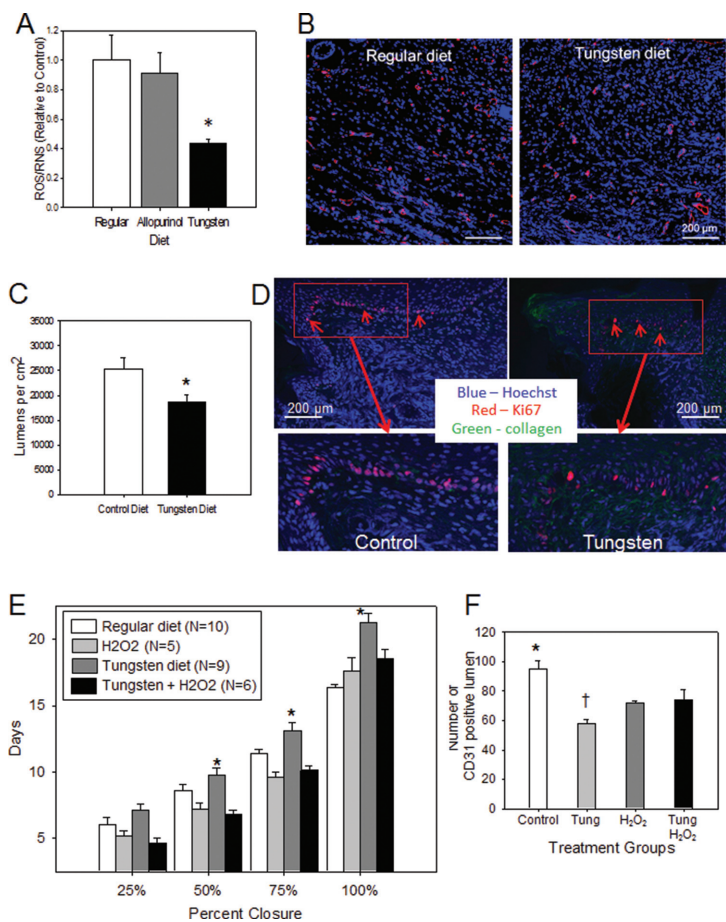 A
ROS/RNS (Relative to Control)
1.2
1.0
0.8
0.6
0.4
0.2
0.0
*
Regular Allopurinol Tungsten
Diet
B
Regular diet
Tungsten diet
200 µm
C
Lumens per cm2
35000
30000
25000
20000
15000
10000
5000
0
*
Control Diet Tungsten Diet
D
200 µm
200 µm
Blue – Hoechst
Red – Ki67
Green - collagen
Control
Tungsten
E
Regular diet (N=10)
H2O2 (N=5)
Tungsten diet (N=9)
Tungsten + H2O2 (N=6)
Days
20
15
10
5
*
*
*
25% 50% 75% 100%
Percent Closure
F
Number of
CD31 positive lumen
120
100
80
60
40
20
0
*
†
Control Tung H2O2 Tung
H2O2
Treatment Groups